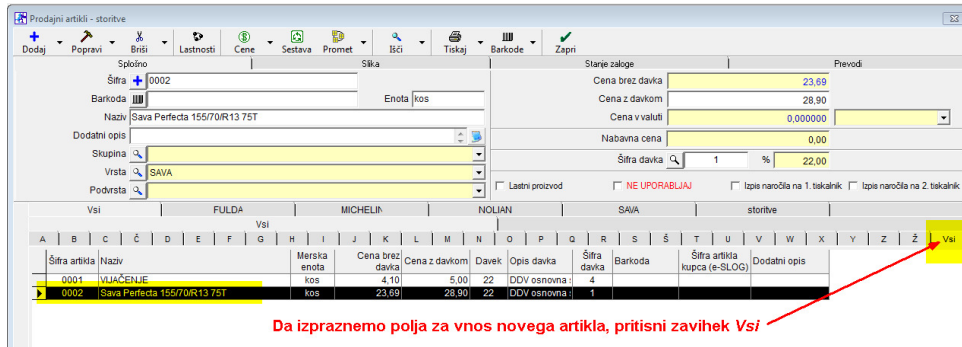 Prodajni artikli - storitve
Dodaj Popravi Briši Lastnosti Cene Sestava Promet Išči Tiskaj Barkode Zapri
Splošno Slika Stanje zaloge Prevodi
Šifra 0002
Barkoda Enota kos
Naziv Sava Perfecta 155/70/R13 75T
Dodatni opis
Skupina
Vrsta SAVA
Podvrsta
Cena brez davka 23,69
Cena z davkom 28,90
Cena v valuti 0,000000
Nabavna cena 0,00
Šifra davka 1 % 22,00
Lastni proizvod NE UPORABLJAJ Izpis naročila na 1. tiskalnik Izpis naročila na 2. tiskalnik
Vsi FULDA MICHELIN NOLIAN SAVA storitve
Vsi
A B C Č D E F G H I J K L M N O P Q R S Š T U V W X Y Z Ž Vsi
Šifra artikla Naziv Merska enota Cena brez davka Cena z davkom Davek Opis davka Šifra davka Barkoda Šifra artikla kupca (e-SLOG) Dodatni opis
0001 VIJAČENJE kos 4,10 5,00 22 DDV osnovna 4
0002 Sava Perfecta 155/70/R13 75T kos 23,69 28,90 22 DDV osnovna 1
Da izpraznemo polja za vnos novega artikla, pritisni zavihek Vsi